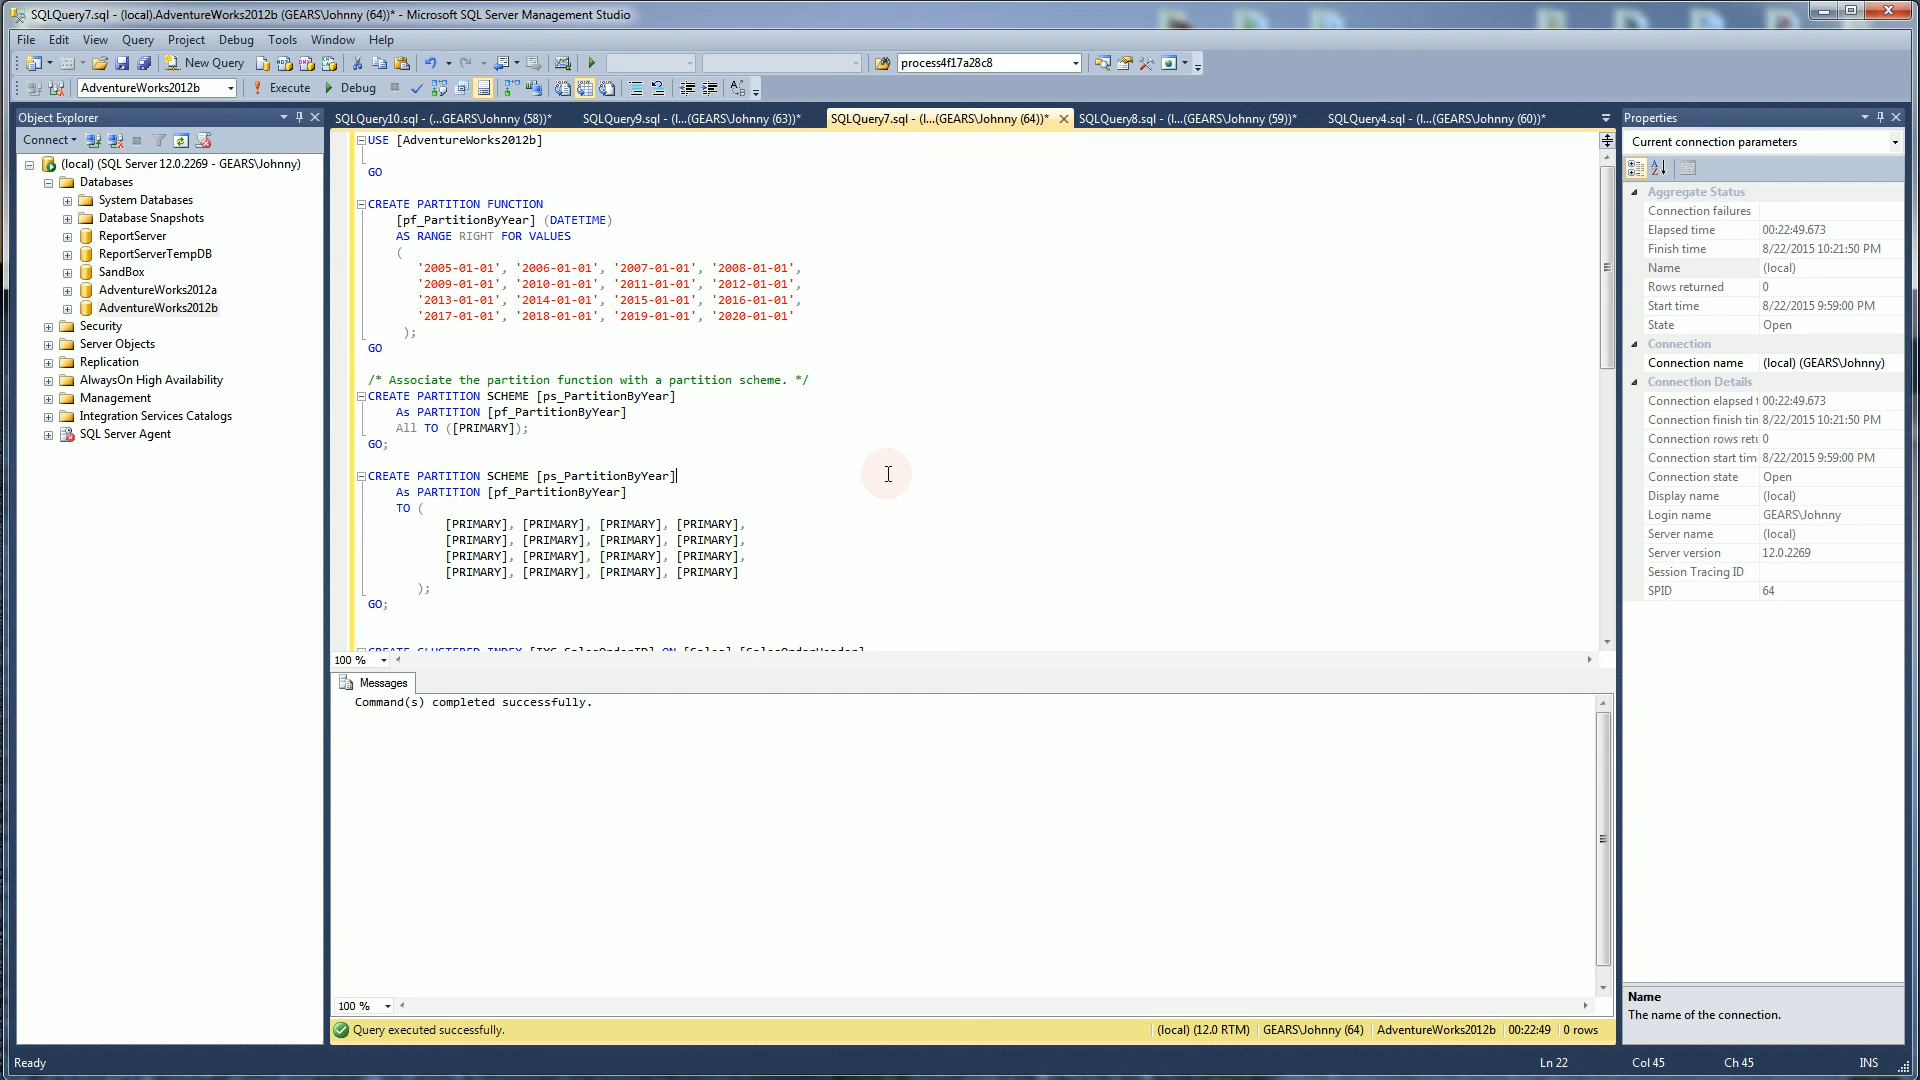 SQLQuery7.sql - (local).AdventureWorks2012b (GEARS\Johnny (64))* - Microsoft SQL Server Management Studio
File Edit View Query Project Debug Tools Window Help
New Query process4f17a28c8
AdventureWorks2012b Execute Debug
Object Explorer
Connect
(local) (SQL Server 12.0.2269 - GEARS\Johnny)
Databases
System Databases
Database Snapshots
ReportServer
ReportServerTempDB
SandBox
AdventureWorks2012a
AdventureWorks2012b
Security
Server Objects
Replication
AlwaysOn High Availability
Management
Integration Services Catalogs
SQL Server Agent
SQLQuery10.sql - (...GEARS\Johnny (58))* SQLQuery9.sql - (l...(GEARS\Johnny (63))* SQLQuery7.sql - (l...(GEARS\Johnny (64))* SQLQuery8.sql - (l...(GEARS\Johnny (59))* SQLQuery4.sql - (l...(GEARS\Johnny (60))*
USE [AdventureWorks2012b]
GO
CREATE PARTITION FUNCTION
[pf_PartitionByYear] (DATETIME)
AS RANGE RIGHT FOR VALUES
(
'2005-01-01', '2006-01-01', '2007-01-01', '2008-01-01',
'2009-01-01', '2010-01-01', '2011-01-01', '2012-01-01',
'2013-01-01', '2014-01-01', '2015-01-01', '2016-01-01',
'2017-01-01', '2018-01-01', '2019-01-01', '2020-01-01'
);
GO
/* Associate the partition function with a partition scheme. */
CREATE PARTITION SCHEME [ps_PartitionByYear]
As PARTITION [pf_PartitionByYear]
All TO ([PRIMARY]);
GO;
CREATE PARTITION SCHEME [ps_PartitionByYear]
As PARTITION [pf_PartitionByYear]
TO (
[PRIMARY], [PRIMARY], [PRIMARY], [PRIMARY],
[PRIMARY], [PRIMARY], [PRIMARY], [PRIMARY],
[PRIMARY], [PRIMARY], [PRIMARY], [PRIMARY],
[PRIMARY], [PRIMARY], [PRIMARY], [PRIMARY]
);
GO;
CREATE CLUSTERED INDEX [IXC_SalesOrderID] ON [Sales].[SalesOrderHeader]
100 %
Messages
Command(s) completed successfully.
100 %
Query executed successfully. (local) (12.0 RTM) GEARS\Johnny (64) AdventureWorks2012b 00:22:49 0 rows
Properties
Current connection parameters
Aggregate Status
Connection failures
Elapsed time 00:22:49.673
Finish time 8/22/2015 10:21:50 PM
Name (local)
Rows returned 0
Start time 8/22/2015 9:59:00 PM
State Open
Connection
Connection name (local) (GEARS\Johnny)
Connection Details
Connection elapsed t 00:22:49.673
Connection finish tin 8/22/2015 10:21:50 PM
Connection rows retu 0
Connection start tim 8/22/2015 9:59:00 PM
Connection state Open
Display name (local)
Login name GEARS\Johnny
Server name (local)
Server version 12.0.2269
Session Tracing ID
SPID 64
Name
The name of the connection.
Ready Ln 22 Col 45 Ch 45 INS